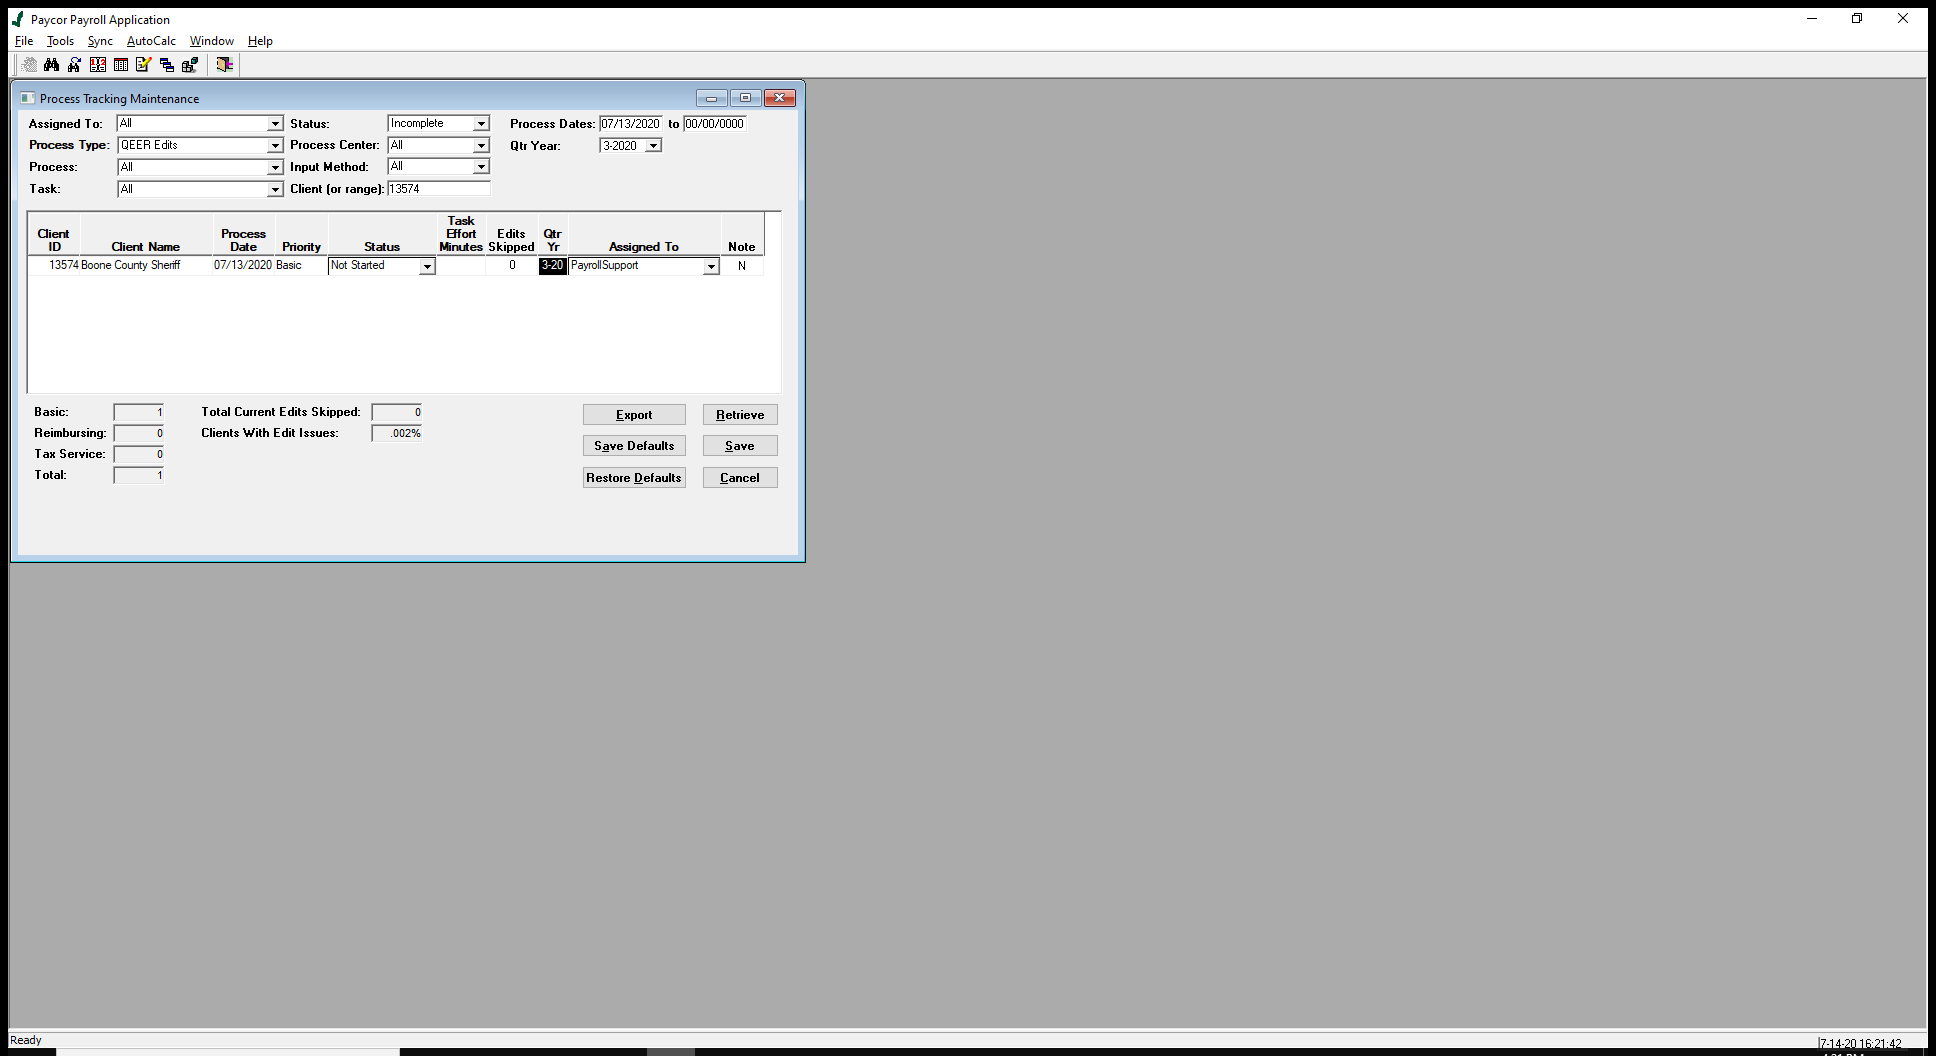 Paycor Payroll Application
File Tools Sync AutoCalc Window Help
Process Tracking Maintenance
Assigned To: All Status: Incomplete Process Dates: 07/13/2020 to 00/00/0000
Process Type: QEER Edits Process Center: All Qtr Year: 3-2020
Process: All Input Method: All
Task: All Client (or range): 13574
Client ID Client Name Process Date Priority Status Task Effort Minutes Edits Skipped Qtr Yr Assigned To Note
13574 Boone County Sheriff 07/13/2020 Basic Not Started 0 3-20 PayrollSupport N
Basic: 1 Total Current Edits Skipped: 0 Export Retrieve
Reimbursing: 0 Clients With Edit Issues: .002% Save Defaults Save
Tax Service: 0
Total: 1 Restore Defaults Cancel
Ready 7-14-20 16:21:42